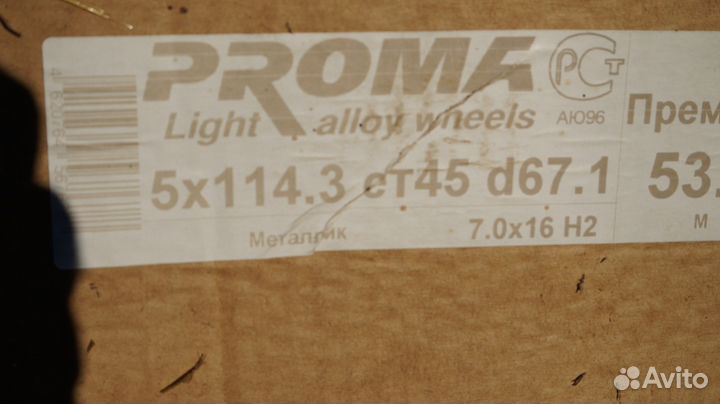 PROMA
Light alloy wheels
РСТ
АЮ96
5x114.3 ет45 d67.1
Металлик
7.0x16 H2
Прем
53.
м
Avito